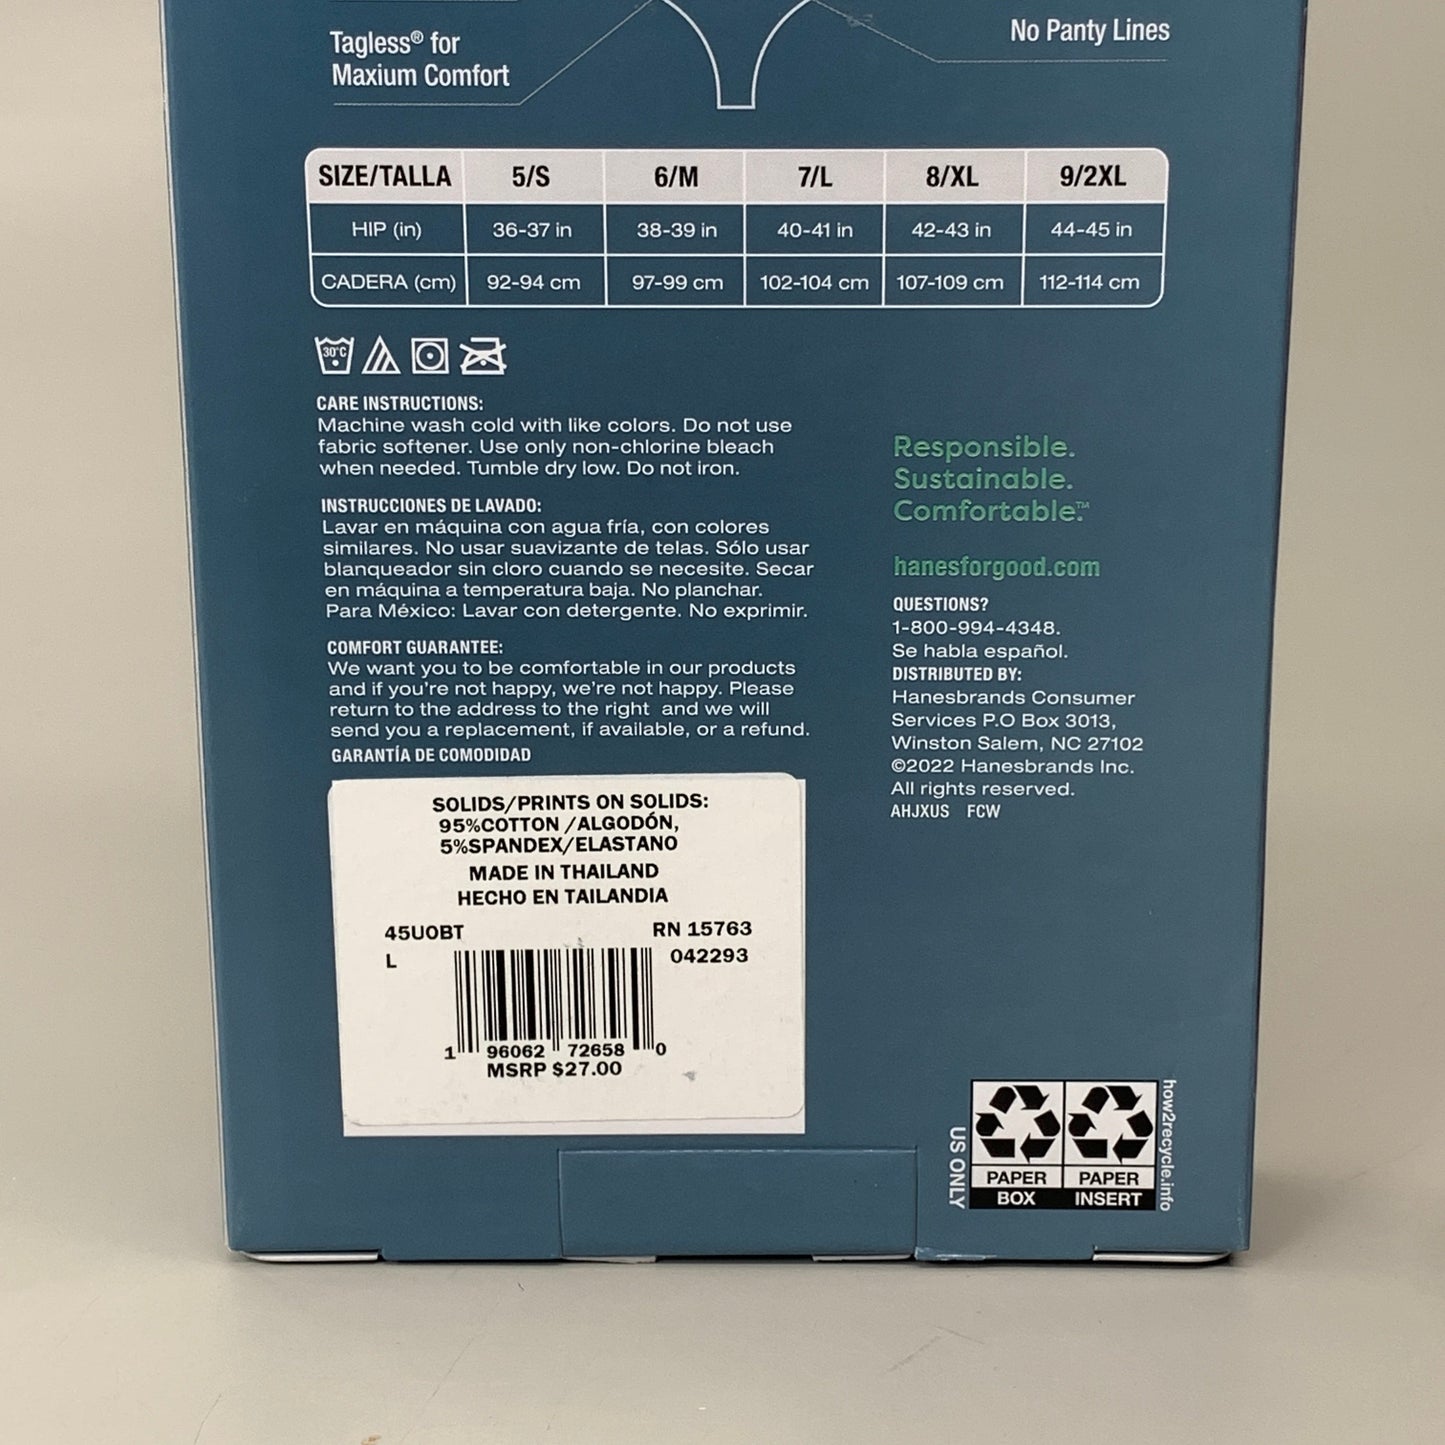 Tagless® for
Maxium Comfort
No Panty Lines
SIZE/TALLA 5/S 6/M 7/L 8/XL 9/2XL
HIP (in) 36-37 in 38-39 in 40-41 in 42-43 in 44-45 in
CADERA (cm) 92-94 cm 97-99 cm 102-104 cm 107-109 cm 112-114 cm
30°C
CARE INSTRUCTIONS:
Machine wash cold with like colors. Do not use
fabric softener. Use only non-chlorine bleach
when needed. Tumble dry low. Do not iron.
INSTRUCCIONES DE LAVADO:
Lavar en máquina con agua fría, con colores
similares. No usar suavizante de telas. Sólo usar
blanqueador sin cloro cuando se necesite. Secar
en máquina a temperatura baja. No planchar.
Para México: Lavar con detergente. No exprimir.
COMFORT GUARANTEE:
We want you to be comfortable in our products
and if you're not happy, we're not happy. Please
return to the address to the right and we will
send you a replacement, if available, or a refund.
GARANTÍA DE COMODIDAD
SOLIDS/PRINTS ON SOLIDS:
95%COTTON /ALGODÓN,
5%SPANDEX/ELASTANO
MADE IN THAILAND
HECHO EN TAILANDIA
45U0BT RN 15763
L 042293
1 96062 72658 0
MSRP $27.00
Responsible.
Sustainable.
Comfortable.™
hanesforgood.com
QUESTIONS?
1-800-994-4348.
Se habla español.
DISTRIBUTED BY:
Hanesbrands Consumer
Services P.O Box 3013,
Winston Salem, NC 27102
©2022 Hanesbrands Inc.
All rights reserved.
AHJXUS FCW
US ONLY
PAPER PAPER
BOX INSERT
how2recycle.info